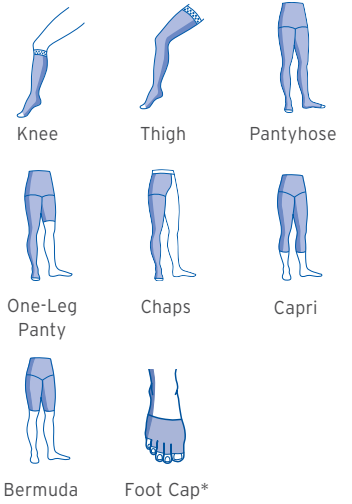 Knee
Thigh
Pantyhose
One-Leg
Panty
Chaps
Capri
Bermuda
Foot Cap*